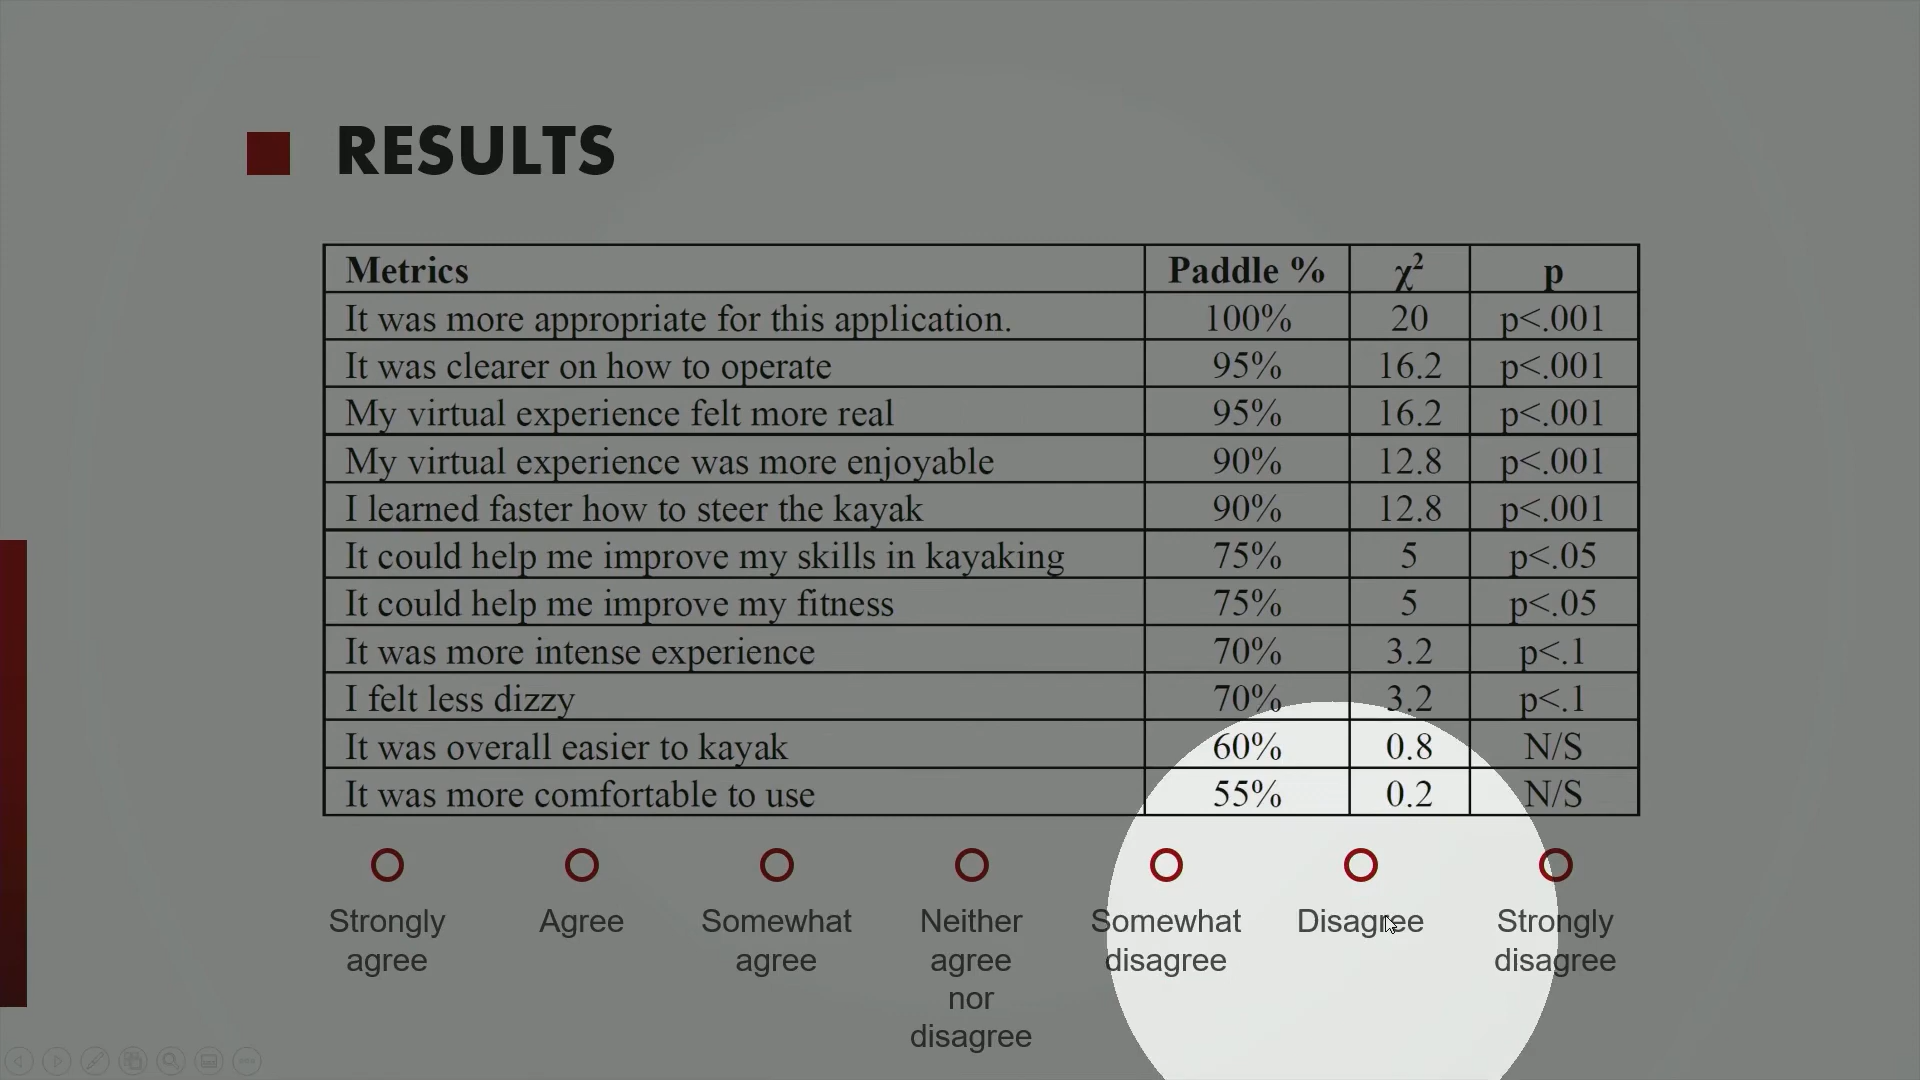 RESULTS
Metrics Paddle % χ² p
It was more appropriate for this application. 100% 20 p<.001
It was clearer on how to operate 95% 16.2 p<.001
My virtual experience felt more real 95% 16.2 p<.001
My virtual experience was more enjoyable 90% 12.8 p<.001
I learned faster how to steer the kayak 90% 12.8 p<.001
It could help me improve my skills in kayaking 75% 5 p<.05
It could help me improve my fitness 75% 5 p<.05
It was more intense experience 70% 3.2 p<.1
I felt less dizzy 70% 3.2 p<.1
It was overall easier to kayak 60% 0.8 N/S
It was more comfortable to use 55% 0.2 N/S
Strongly
agree
Agree
Somewhat
agree
Neither
agree
nor
disagree
Somewhat
disagree
Disagree
Strongly
disagree